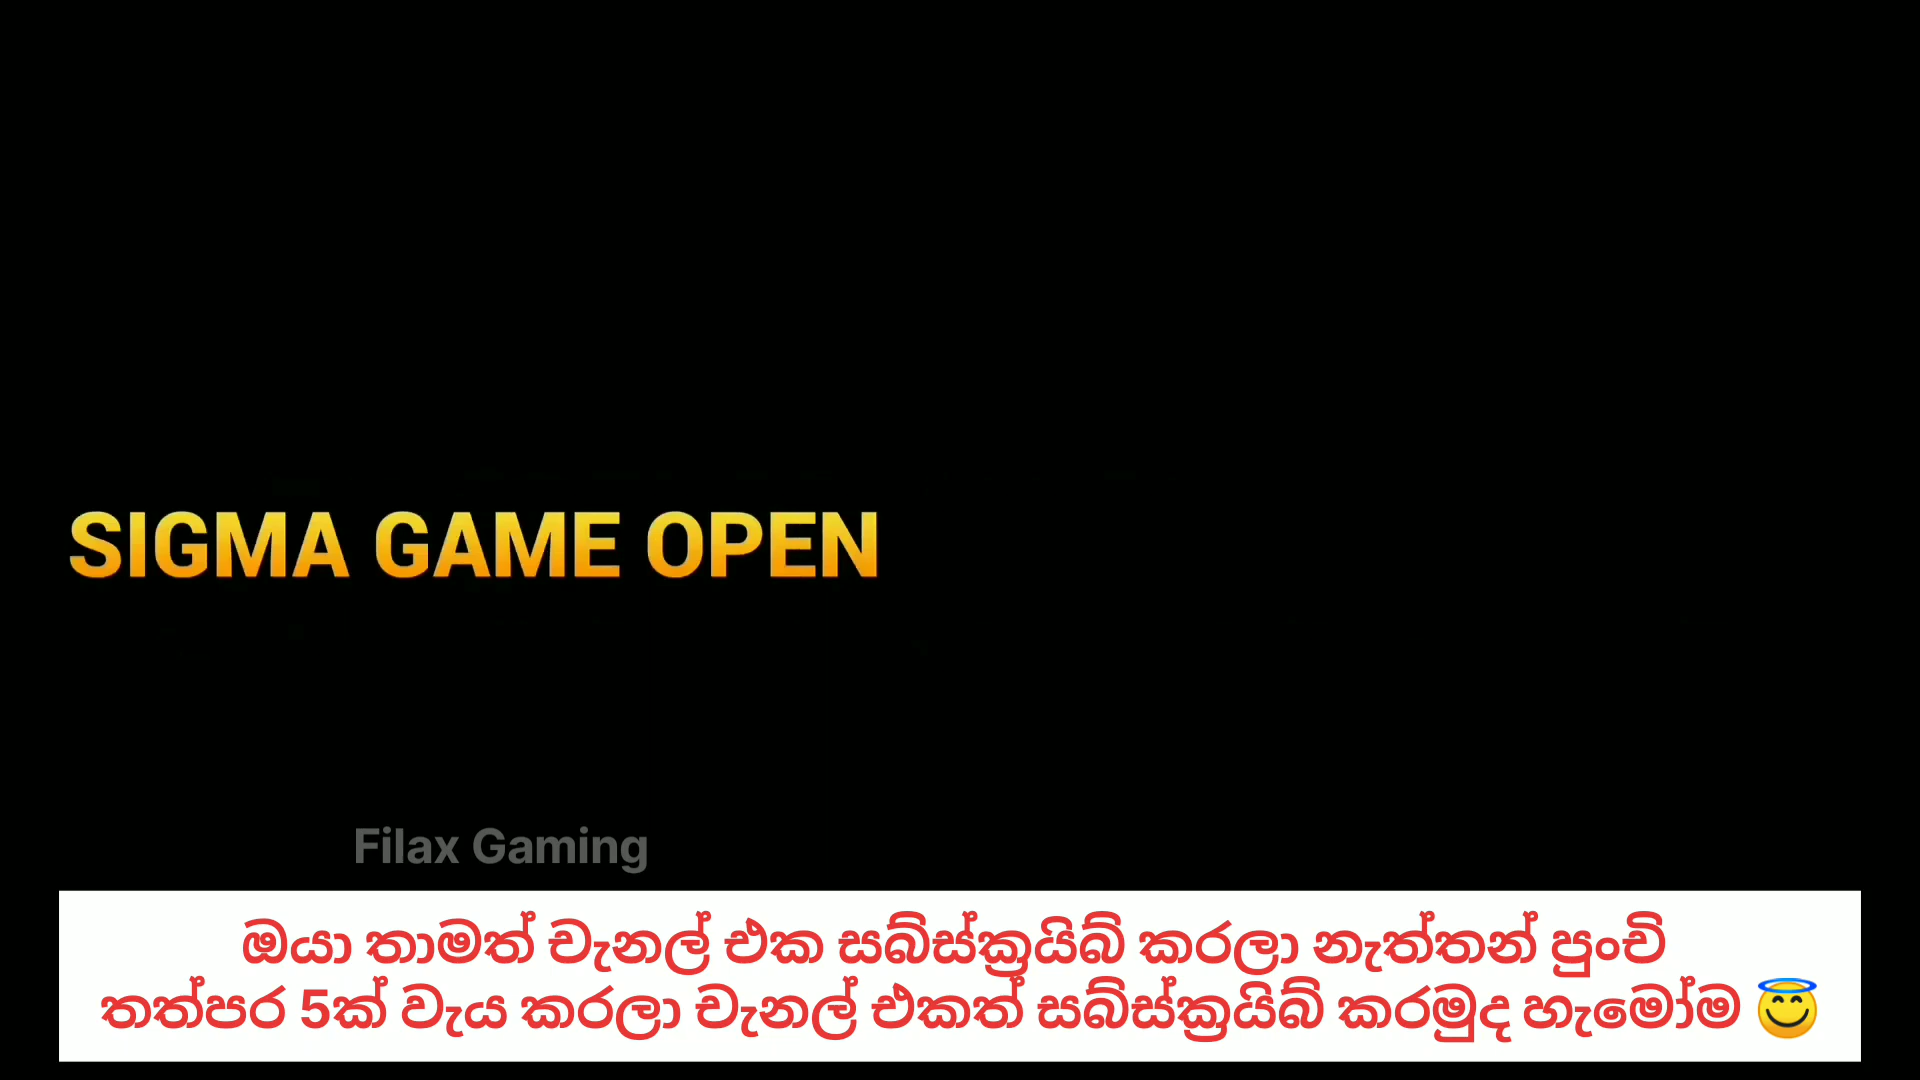 SIGMA GAME OPEN
Filax Gaming
ඔයා තාමත් චැනල් එක සබ්ස්ක්‍රයිබ් කරලා නැත්තන් පුංචි
තත්පර 5ක් වැය කරලා චැනල් එකත් සබ්ස්ක්‍රයිබ් කරමුද හැමෝම 😇